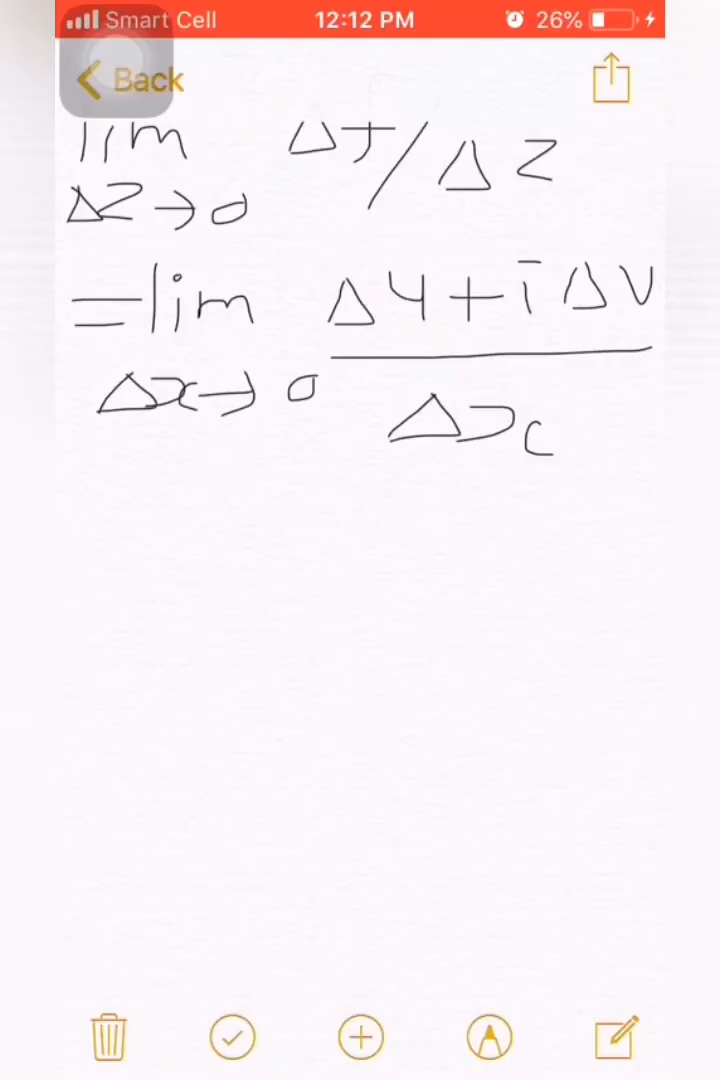 Smart Cell 12:12 PM 26%
Back
lim Δf/ΔZ
ΔZ→0
=lim Δu+iΔv
Δx→0 Δx